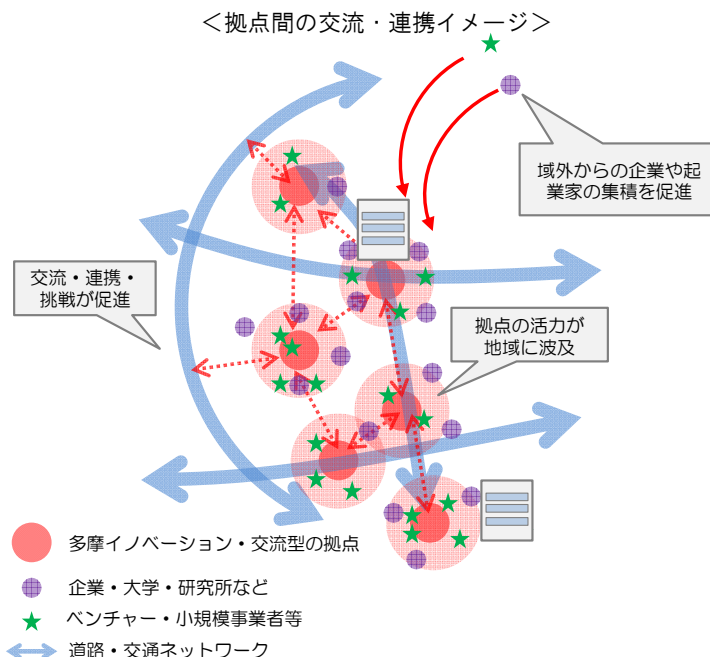 ＜拠点間の交流・連携イメージ＞
域外からの企業や起
業家の集積を促進
交流・連携・
挑戦が促進
拠点の活力が
地域に波及
多摩イノベーション・交流型の拠点
企業・大学・研究所など
ベンチャー・小規模事業者等
道路・交通ネットワーク